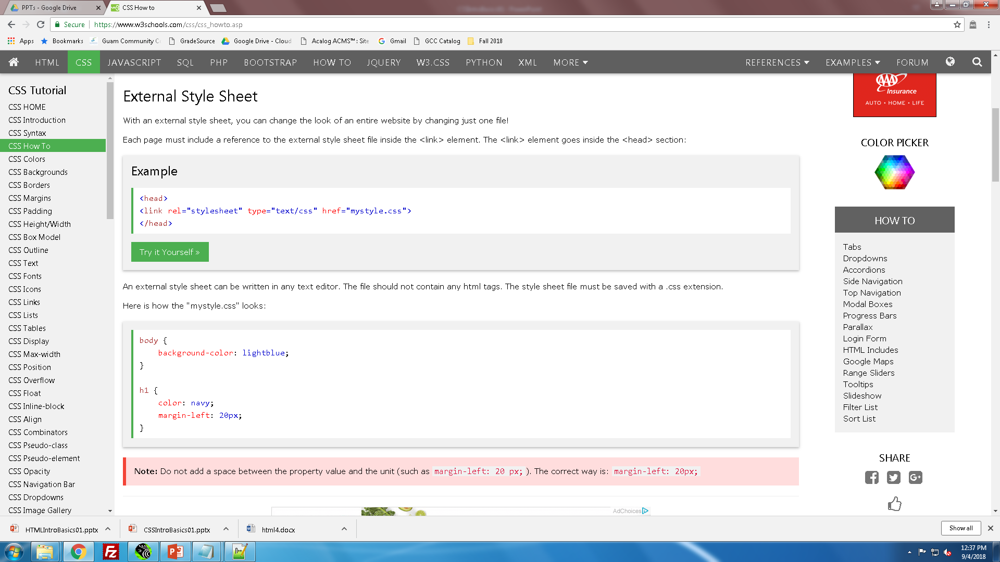 PPTs - Google Drive
CSS How to
Secure
https://www.w3schools.com/css/css_howto.asp
Apps
Bookmarks
Guam Community C
GradeSource
Google Drive - Cloud
Acalog ACMS™ : Site
Gmail
GCC Catalog
Fall 2018
HTML
CSS
JAVASCRIPT
SQL
PHP
BOOTSTRAP
HOW TO
JQUERY
W3.CSS
PYTHON
XML
MORE
REFERENCES
EXAMPLES
FORUM
CSS Tutorial
CSS HOME
CSS Introduction
CSS Syntax
CSS How To
CSS Colors
CSS Backgrounds
CSS Borders
CSS Margins
CSS Padding
CSS Height/Width
CSS Box Model
CSS Outline
CSS Text
CSS Fonts
CSS Icons
CSS Links
CSS Lists
CSS Tables
CSS Display
CSS Max-width
CSS Position
CSS Overflow
CSS Float
CSS Inline-block
CSS Align
CSS Combinators
CSS Pseudo-class
CSS Pseudo-element
CSS Opacity
CSS Navigation Bar
CSS Dropdowns
CSS Image Gallery
External Style Sheet
With an external style sheet, you can change the look of an entire website by changing just one file!
Each page must include a reference to the external style sheet file inside the <link> element. The <link> element goes inside the <head> section:
Example
<head>
<link rel="stylesheet" type="text/css" href="mystyle.css">
</head>
Try it Yourself »
An external style sheet can be written in any text editor. The file should not contain any html tags. The style sheet file must be saved with a .css extension.
Here is how the "mystyle.css" looks:
body {
background-color: lightblue;
}
h1 {
color: navy;
margin-left: 20px;
}
Note: Do not add a space between the property value and the unit (such as margin-left: 20 px; ). The correct way is: margin-left: 20px;
AdChoices
AAA
Insurance
AUTO • HOME • LIFE
COLOR PICKER
HOW TO
Tabs
Dropdowns
Accordions
Side Navigation
Top Navigation
Modal Boxes
Progress Bars
Parallax
Login Form
HTML Includes
Google Maps
Range Sliders
Tooltips
Slideshow
Filter List
Sort List
SHARE
HTMLIntroBasics01.pptx
CSSIntroBasics01.pptx
html4.docx
Show all
12:37 PM
9/4/2018